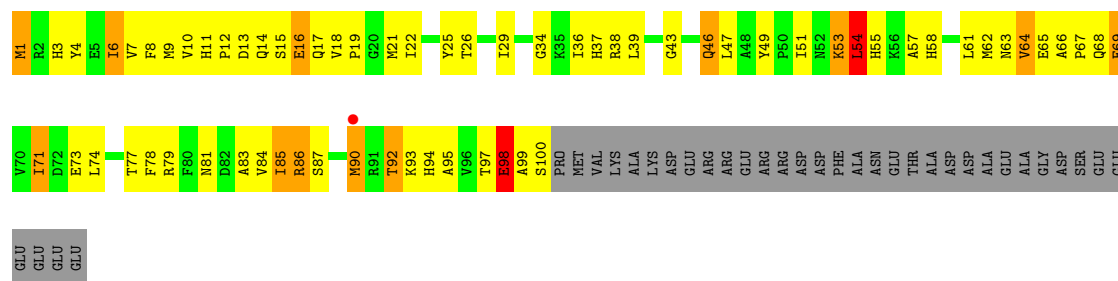 M1 R2 H3 Y4 E5 I6 V7 F8 M9 V10 H11 P12 D13 Q14 S15 E16 Q17 V18 P19 G20 M21 I22 Y25 T26 I29 G34 K35 I36 H37 R38 L39 G43 Q46 L47 A48 Y49 P50 I51 N52 K53 L54 H55 K56 A57 H58 L61 M62 N63 V64 E65 A66 P67 Q68 E69
V70 I71 D72 E73 L74 T77 F78 R79 F80 N81 D82 A83 V84 I85 R86 S87 M90 R91 T92 K93 H94 A95 V96 T97 E98 A99 S100 PRO MET VAL LYS LYS ALA LYS ASP GLU ARG ARG GLU ARG ARG ASP ASP PHE ALA ASN GLU THR ALA ASP ASP ALA GLU ALA GLY ASP SER GLU GLU
GLU GLU GLU GLU